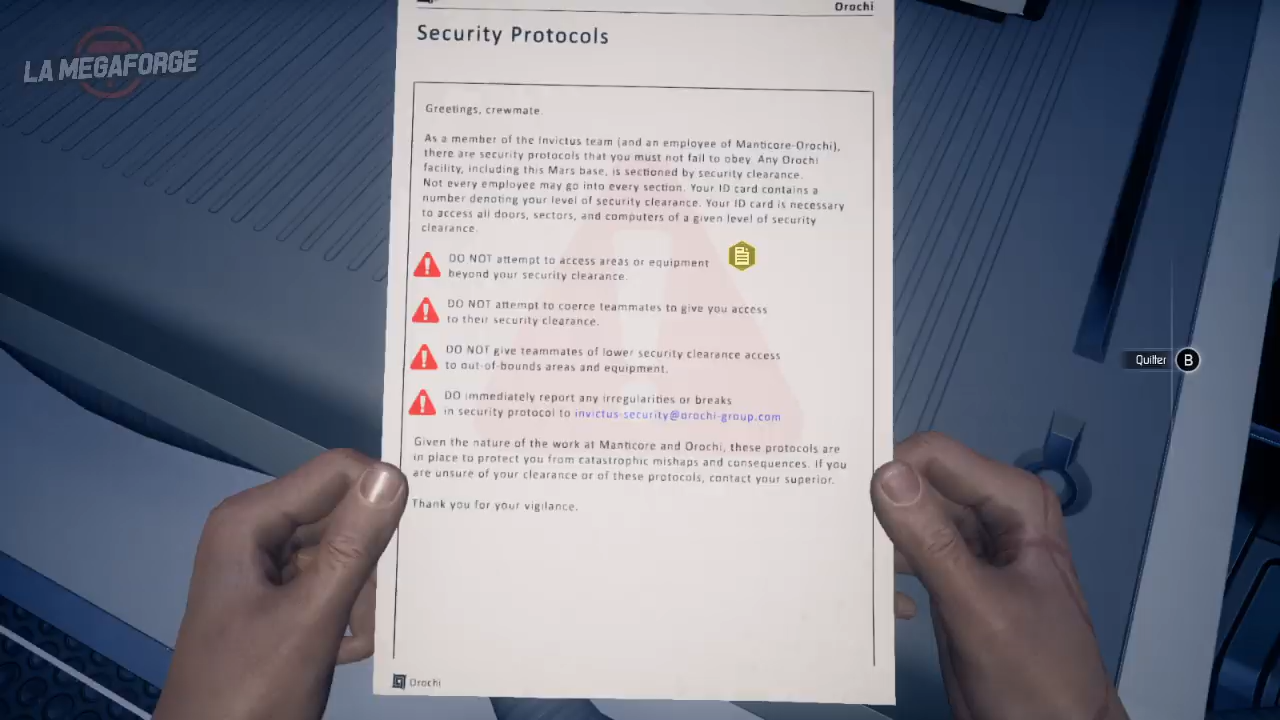 Orochi
LA MEGAFORGE
Security Protocols
Greetings, crewmate.
As a member of the Invictus team (and an employee of Manticore-Orochi),
there are security protocols that you must not fail to obey. Any Orochi
facility, including this Mars base, is sectioned by security clearance.
Not every employee may go into every section. Your ID card contains a
number denoting your level of security clearance. Your ID card is necessary
to access all doors, sectors, and computers of a given level of security
clearance.
DO NOT attempt to access areas or equipment
beyond your security clearance.
DO NOT attempt to coerce teammates to give you access
to their security clearance.
DO NOT give teammates of lower security clearance access
to out-of-bounds areas and equipment.
DO immediately report any irregularities or breaks
in security protocol to invictus-security@orochi-group.com
Given the nature of the work at Manticore and Orochi, these protocols are
in place to protect you from catastrophic mishaps and consequences. If you
are unsure of your clearance or of these protocols, contact your superior.
Thank you for your vigilance.
Orochi
Quitter B